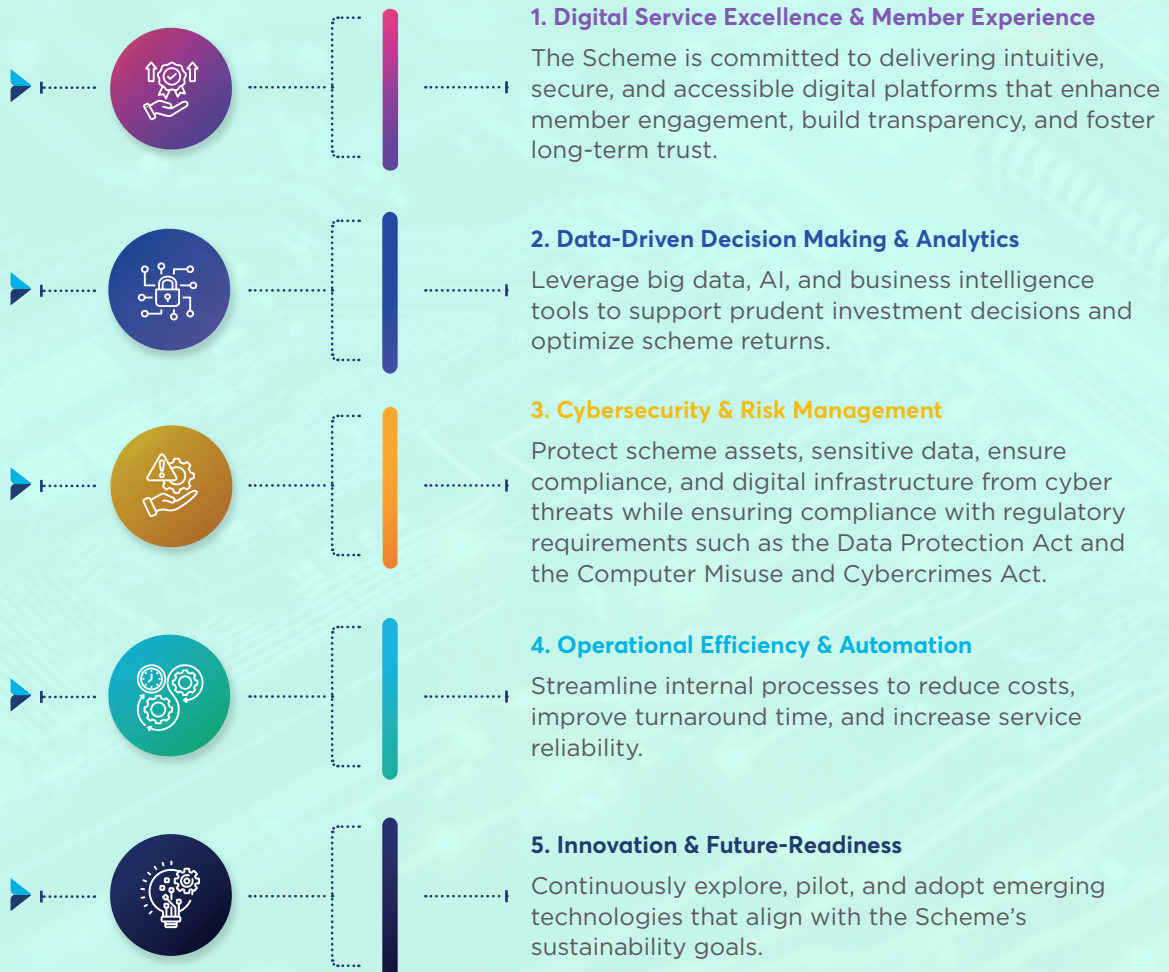 1. Digital Service Excellence & Member Experience
The Scheme is committed to delivering intuitive,
secure, and accessible digital platforms that enhance
member engagement, build transparency, and foster
long-term trust.
2. Data-Driven Decision Making & Analytics
Leverage big data, AI, and business intelligence
tools to support prudent investment decisions and
optimize scheme returns.
3. Cybersecurity & Risk Management
Protect scheme assets, sensitive data, ensure
compliance, and digital infrastructure from cyber
threats while ensuring compliance with regulatory
requirements such as the Data Protection Act and
the Computer Misuse and Cybercrimes Act.
4. Operational Efficiency & Automation
Streamline internal processes to reduce costs,
improve turnaround time, and increase service
reliability.
5. Innovation & Future-Readiness
Continuously explore, pilot, and adopt emerging
technologies that align with the Scheme’s
sustainability goals.